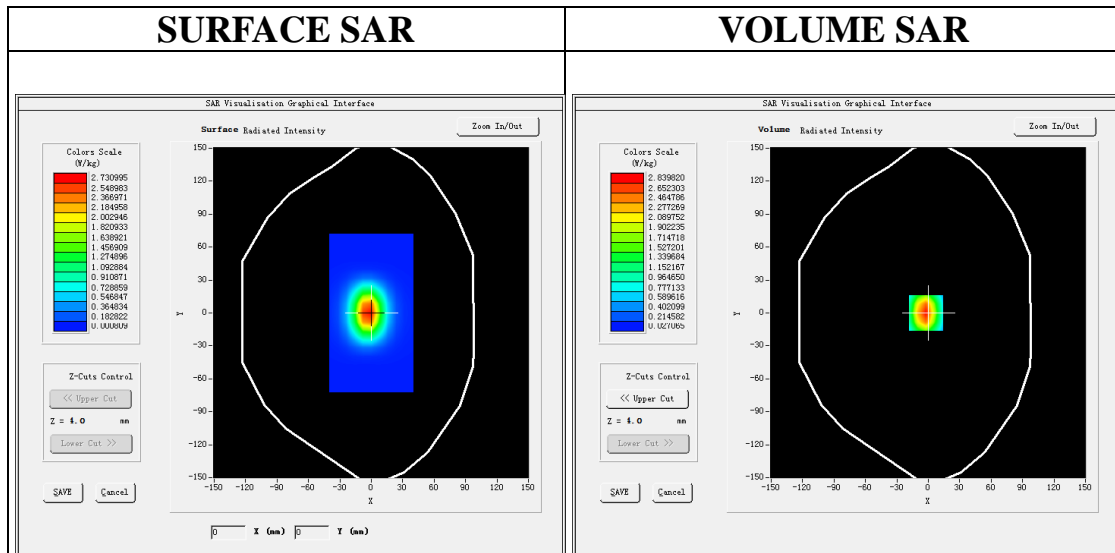 SURFACE SAR
SAR Visualisation Graphical Interface
Surface Radiated Intensity
Zoom In/Out
Colors Scale
(W/kg)
2.730995
2.548983
2.366971
2.184958
2.002946
1.820933
1.638921
1.456909
1.274896
1.092884
0.910871
0.728859
0.546847
0.364834
0.182822
0.000809
Z-Cuts Control
<< Upper Cut
Z = 4.0 mm
Lower Cut >>
SAVE Cancel
150
120
90
60
30
0
-30
-60
-90
-120
-150
Y
-150 -120 -90 -60 -30 0 30 60 90 120 150
X
0 X (mm) 0 Y (mm)
VOLUME SAR
SAR Visualisation Graphical Interface
Volume Radiated Intensity
Zoom In/Out
Colors Scale
(W/kg)
2.839820
2.652303
2.464786
2.277269
2.089752
1.902235
1.714718
1.527201
1.339684
1.152167
0.964650
0.777133
0.589616
0.402099
0.214582
0.027065
Z-Cuts Control
<< Upper Cut
Z = 4.0 mm
Lower Cut >>
SAVE Cancel
150
120
90
60
30
0
-30
-60
-90
-120
-150
Y
-150 -120 -90 -60 -30 0 30 60 90 120 150
X